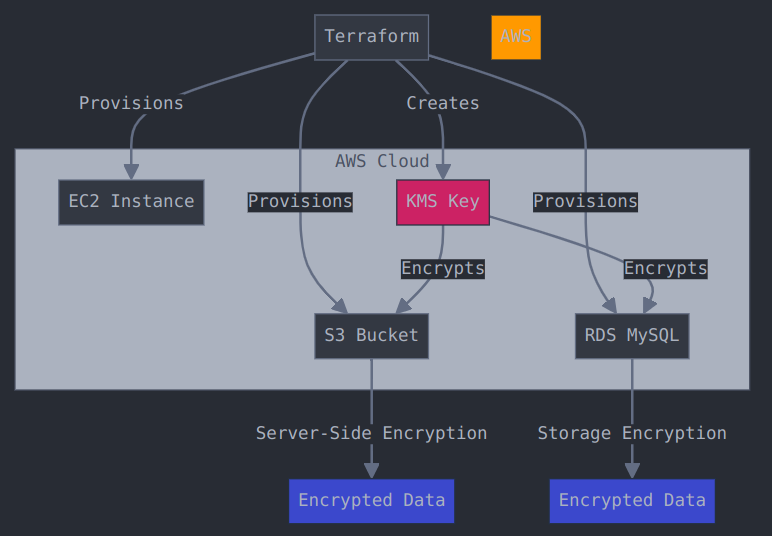 Terraform
AWS
Provisions
Creates
AWS Cloud
EC2 Instance
Provisions
KMS Key
Provisions
Encrypts
Encrypts
S3 Bucket
RDS MySQL
Server-Side Encryption
Storage Encryption
Encrypted Data
Encrypted Data